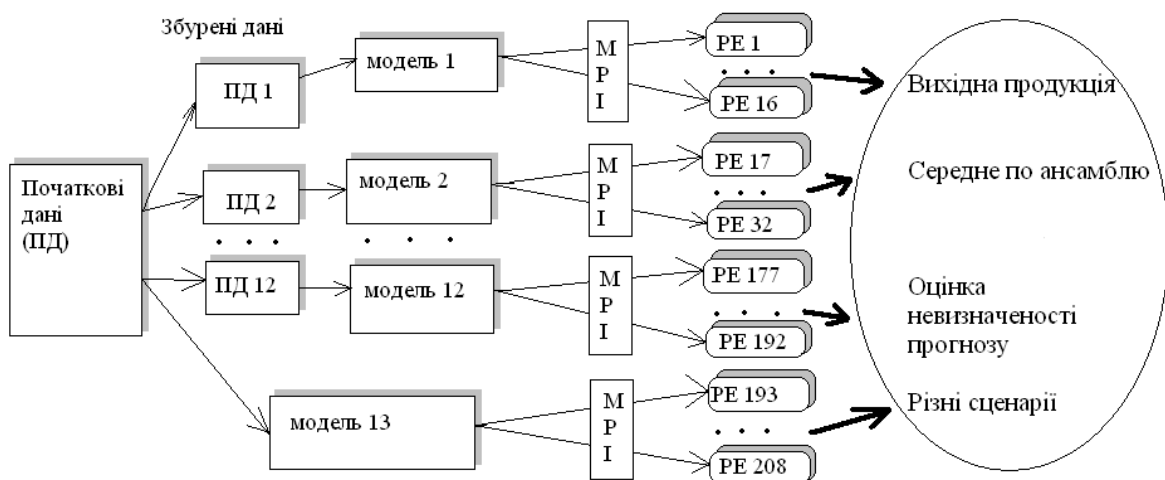 Збурені дані
Початкові
дані
(ПД)
ПД 1
модель 1
M
P
I
PE 1
. . .
PE 16
ПД 2
модель 2
M
P
I
PE 17
. . .
PE 32
. . .
. . .
ПД 12
модель 12
M
P
I
PE 177
. . .
PE 192
модель 13
M
P
I
PE 193
. . .
PE 208
Вихідна продукція
Середне по ансамблю
Оцінка
невизначеності
прогнозу
Різні сценарії